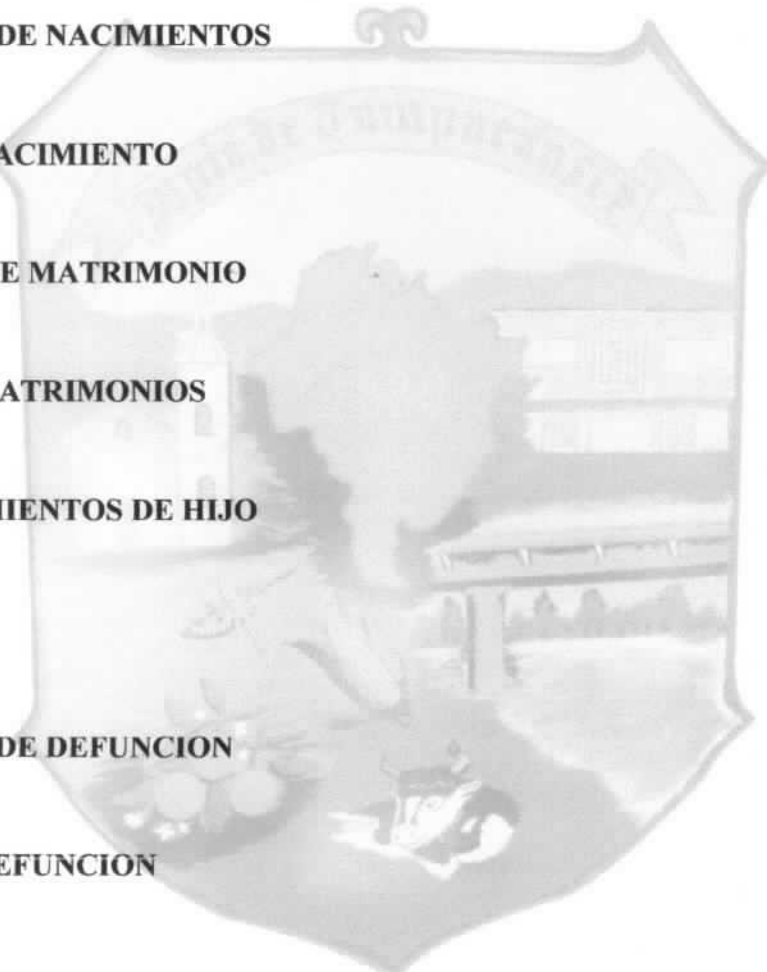 DE NACIMIENTOS
ACIMIENTO
E MATRIMONIO
ATRIMONIOS
IENTOS DE HIJO
DE DEFUNCION
EFUNCION